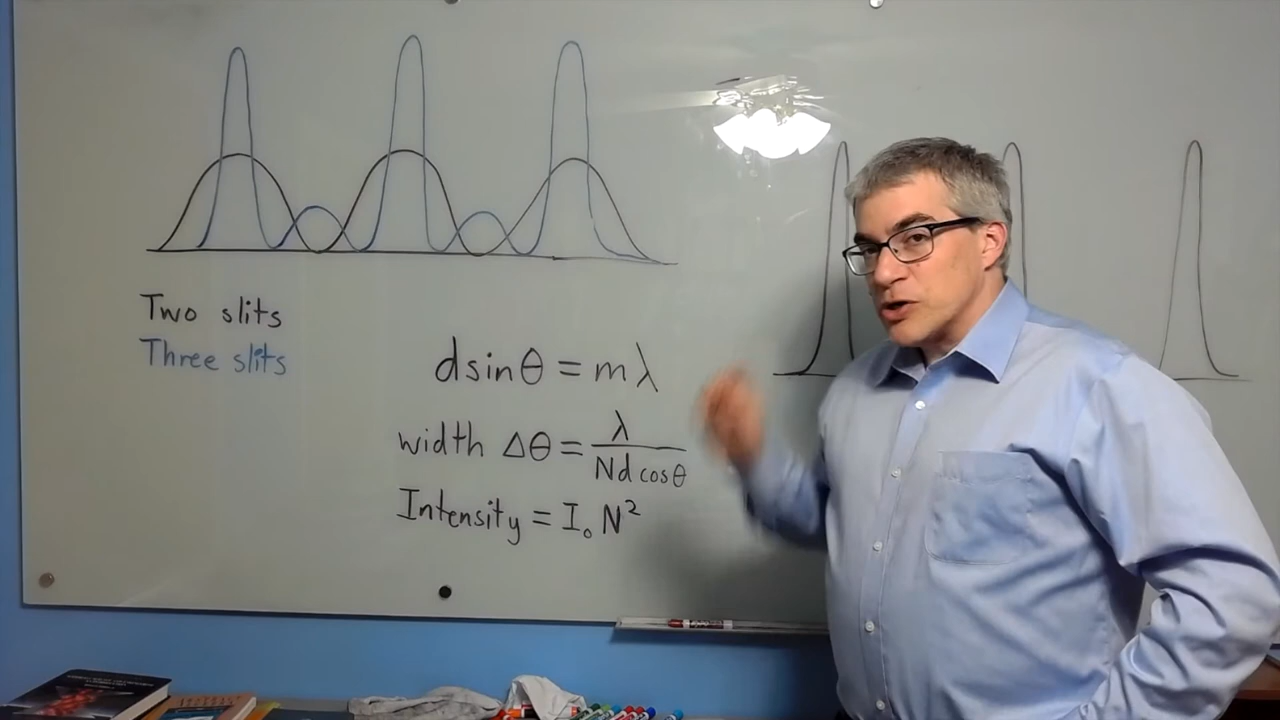 Two slits
Three slits
dsinθ = mλ
width Δθ = λ / Nd cosθ
Intensity = I₀ N²